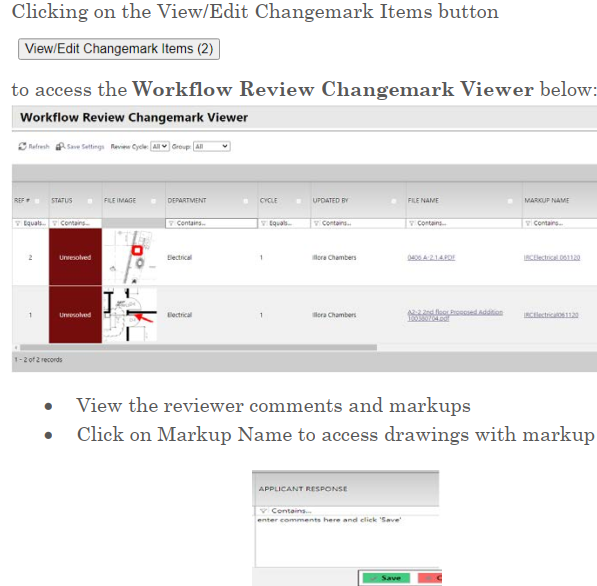 Clicking on the View/Edit Changemark Items button
View/Edit Changemark Items (2)
to access the Workflow Review Changemark Viewer below:
Workflow Review Changemark Viewer
Refresh Save Settings Review Cycle: All Group: All
REF # STATUS FILE IMAGE DEPARTMENT CYCLE UPDATED BY FILE NAME MARKUP NAME
Equals... Contains... Contains... Equals... Contains... Contains... Contains...
2 Unresolved Electrical 1 Illora Chambers 0406 A-2.1.4.PDF IRCElectrical 061120
A2-2 2nd floor Proposed Addition
1 Unresolved Electrical 1 Illora Chambers 100380704.pdf IRCElectrical061120
1 - 2 of 2 records
• View the reviewer comments and markups
• Click on Markup Name to access drawings with markup
APPLICANT RESPONSE
Contains...
enter comments here and click 'Save'
Save C